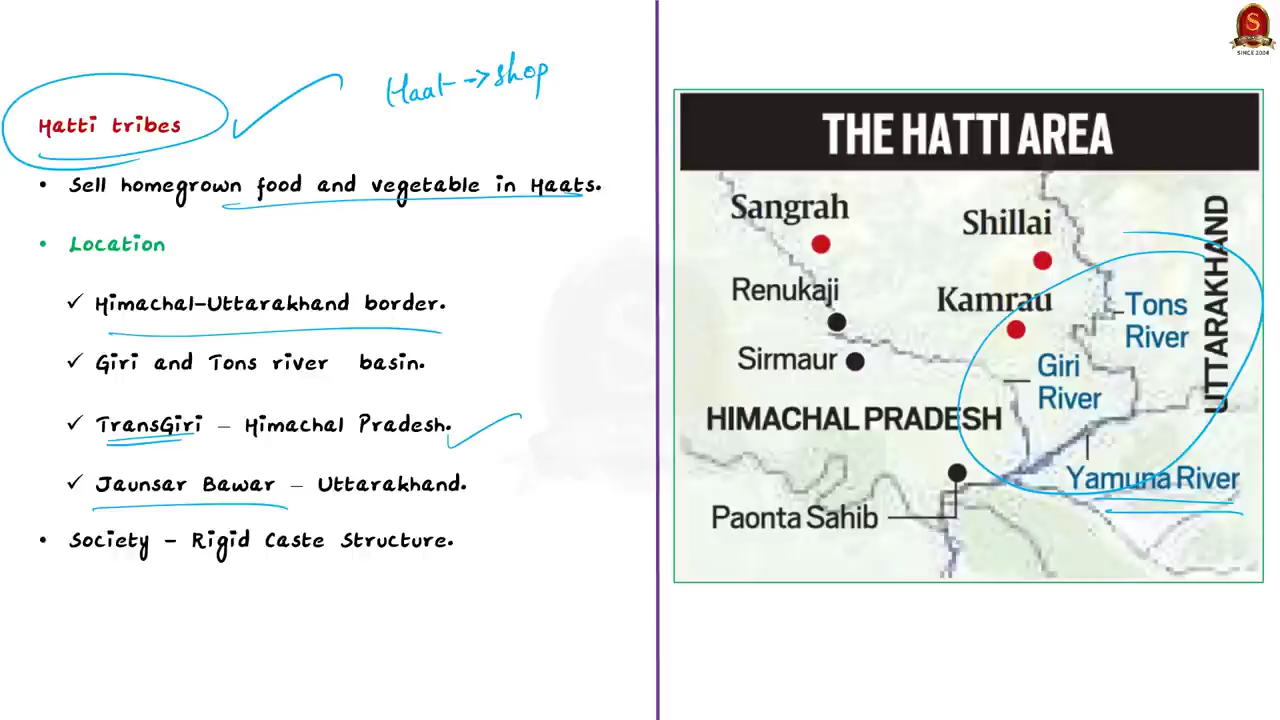 Haat -> shop
Hatti tribes
• Sell homegrown food and vegetable in Haats.
• Location
✓ Himachal-Uttarakhand border.
✓ Giri and Tons river basin.
✓ TransGiri – Himachal Pradesh.
✓ Jaunsar Bawar – Uttarakhand.
• Society – Rigid Caste Structure.
S
SINCE 2004
THE HATTI AREA
Sangrah
Shillai
Renukaji
Kamrau
Tons
River
UTTARAKHAND
Sirmaur
Giri
River
HIMACHAL PRADESH
Yamuna River
Paonta Sahib